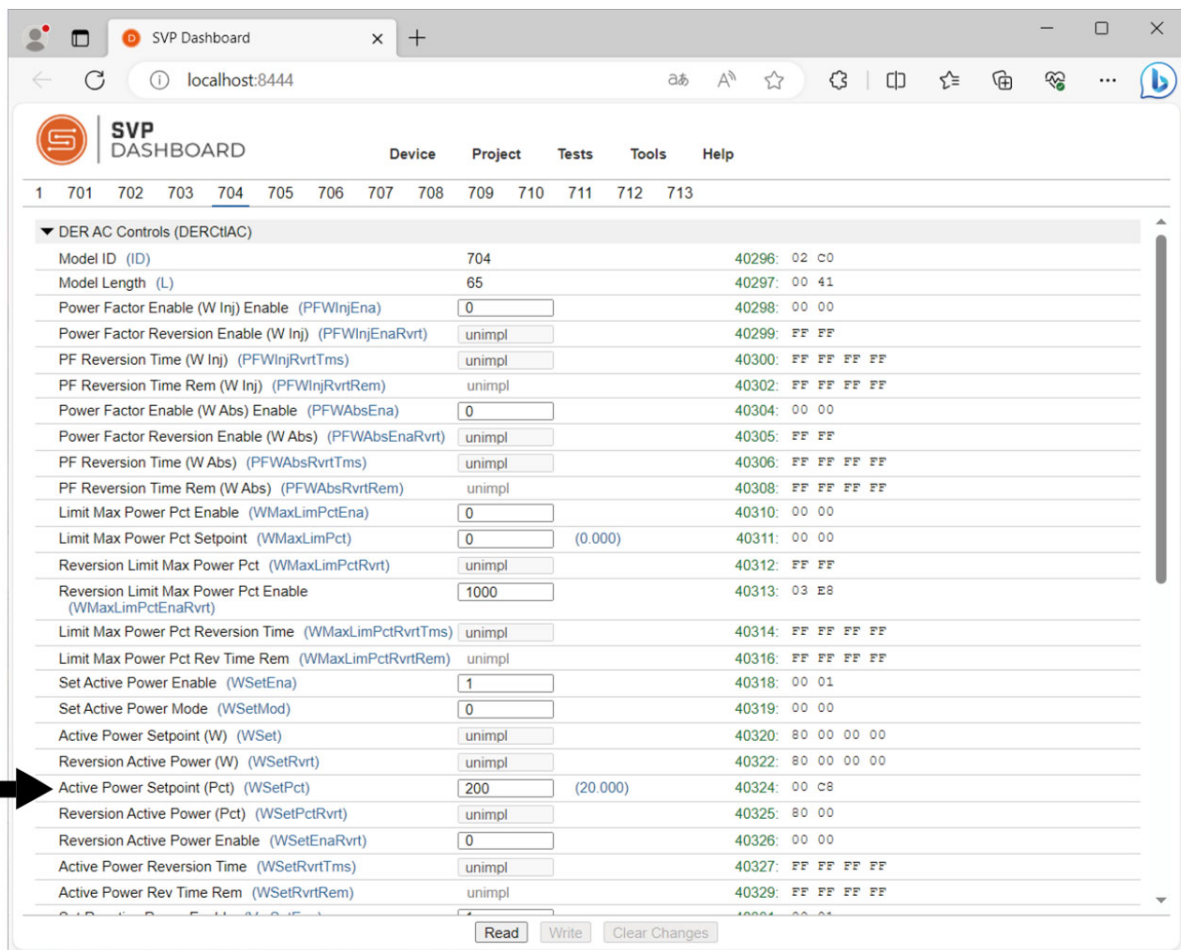 SVP Dashboard
localhost:8444
SVP
DASHBOARD
Device Project Tests Tools Help
1 701 702 703 704 705 706 707 708 709 710 711 712 713
DER AC Controls (DERCtlAC)
Model ID (ID) 704 40296: 02 C0
Model Length (L) 65 40297: 00 41
Power Factor Enable (W Inj) Enable (PFWInjEna) 0 40298: 00 00
Power Factor Reversion Enable (W Inj) (PFWInjEnaRvrt) unimpl 40299: FF FF
PF Reversion Time (W Inj) (PFWInjRvrtTms) unimpl 40300: FF FF FF FF
PF Reversion Time Rem (W Inj) (PFWInjRvrtRem) unimpl 40302: FF FF FF FF
Power Factor Enable (W Abs) Enable (PFWAbsEna) 0 40304: 00 00
Power Factor Reversion Enable (W Abs) (PFWAbsEnaRvrt) unimpl 40305: FF FF
PF Reversion Time (W Abs) (PFWAbsRvrtTms) unimpl 40306: FF FF FF FF
PF Reversion Time Rem (W Abs) (PFWAbsRvrtRem) unimpl 40308: FF FF FF FF
Limit Max Power Pct Enable (WMaxLimPctEna) 0 40310: 00 00
Limit Max Power Pct Setpoint (WMaxLimPct) 0 (0.000) 40311: 00 00
Reversion Limit Max Power Pct (WMaxLimPctRvrt) unimpl 40312: FF FF
Reversion Limit Max Power Pct Enable 1000 40313: 03 E8
(WMaxLimPctEnaRvrt)
Limit Max Power Pct Reversion Time (WMaxLimPctRvrtTms) unimpl 40314: FF FF FF FF
Limit Max Power Pct Rev Time Rem (WMaxLimPctRvrtRem) unimpl 40316: FF FF FF FF
Set Active Power Enable (WSetEna) 1 40318: 00 01
Set Active Power Mode (WSetMod) 0 40319: 00 00
Active Power Setpoint (W) (WSet) unimpl 40320: 80 00 00 00
Reversion Active Power (W) (WSetRvrt) unimpl 40322: 80 00 00 00
Active Power Setpoint (Pct) (WSetPct) 200 (20.000) 40324: 00 C8
Reversion Active Power (Pct) (WSetPctRvrt) unimpl 40325: 80 00
Reversion Active Power Enable (WSetEnaRvrt) 0 40326: 00 00
Active Power Reversion Time (WSetRvrtTms) unimpl 40327: FF FF FF FF
Active Power Rev Time Rem (WSetRvrtRem) unimpl 40329: FF FF FF FF
Read Write Clear Changes